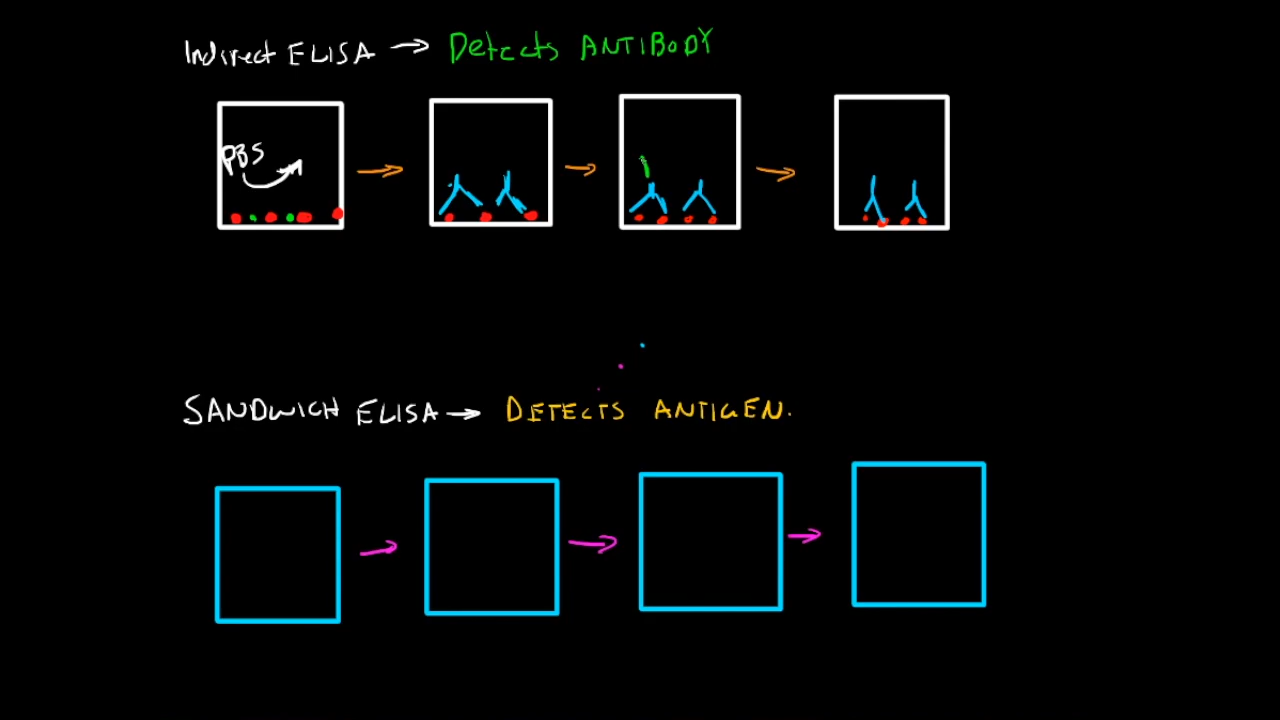 Indirect ELISA → Detects ANTIBODY
PBS
SANDWICH ELISA → DETECTS ANTIGEN.